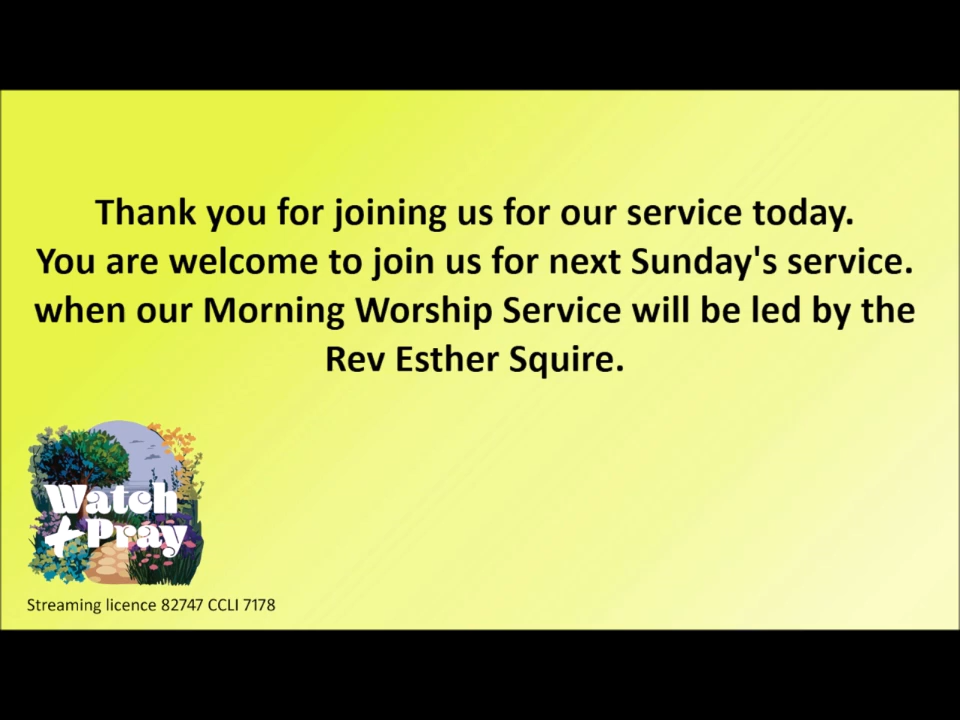 Thank you for joining us for our service today.
You are welcome to join us for next Sunday's service.
when our Morning Worship Service will be led by the
Rev Esther Squire.
Watch
+Pray
Streaming licence 82747 CCLI 7178